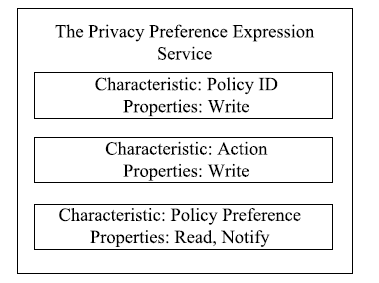 The Privacy Preference Expression
Service
Characteristic: Policy ID
Properties: Write
Characteristic: Action
Properties: Write
Characteristic: Policy Preference
Properties: Read, Notify